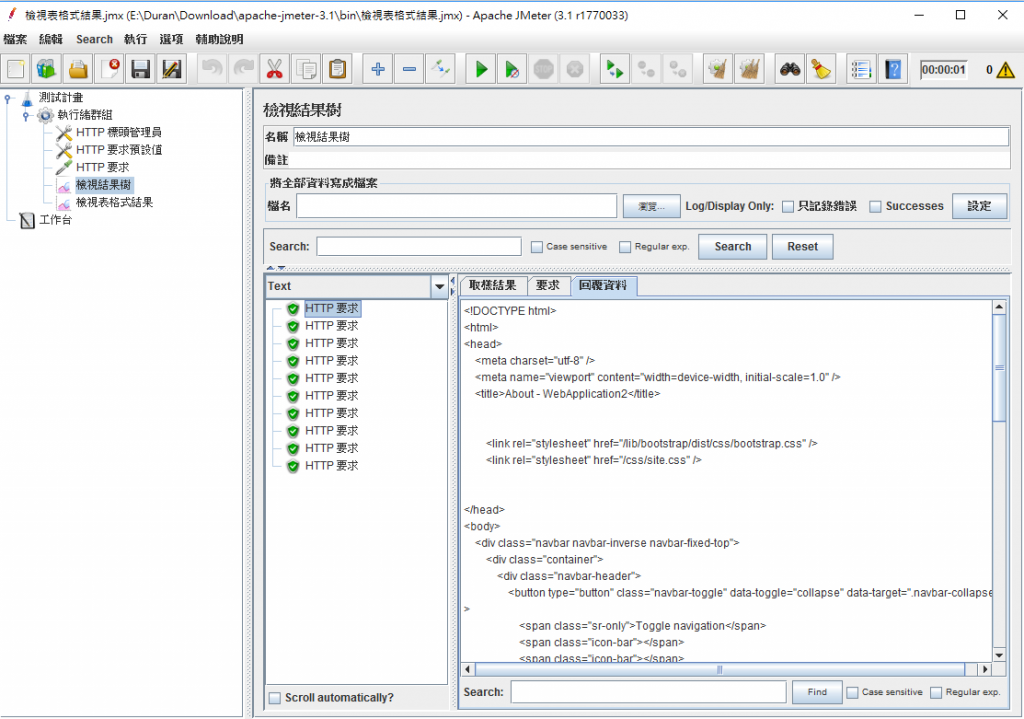 檢視表格式結果.jmx (E:\Duran\Download\apache-jmeter-3.1\bin\檢視表格式結果.jmx) - Apache JMeter (3.1 r1770033)
檔案 編輯 Search 執行 選項 輔助說明
00:00:01 0
測試計畫
執行緒群組
HTTP 標頭管理員
HTTP 要求預設值
HTTP 要求
檢視結果樹
檢視表格式結果
工作台
檢視結果樹
名稱 檢視結果樹
備註
將全部資料寫成檔案
檔名 瀏覽... Log/Display Only: 只記錄錯誤 Successes 設定
Search: Case sensitive Regular exp. Search Reset
Text
HTTP 要求
HTTP 要求
HTTP 要求
HTTP 要求
HTTP 要求
HTTP 要求
HTTP 要求
HTTP 要求
HTTP 要求
HTTP 要求
Scroll automatically?
取樣結果 要求 回覆資料
<!DOCTYPE html>
<html>
<head>
<meta charset="utf-8" />
<meta name="viewport" content="width=device-width, initial-scale=1.0" />
<title>About - WebApplication2</title>
<link rel="stylesheet" href="/lib/bootstrap/dist/css/bootstrap.css" />
<link rel="stylesheet" href="/css/site.css" />
</head>
<body>
<div class="navbar navbar-inverse navbar-fixed-top">
<div class="container">
<div class="navbar-header">
<button type="button" class="navbar-toggle" data-toggle="collapse" data-target=".navbar-collapse
>
<span class="sr-only">Toggle navigation</span>
<span class="icon-bar"></span>
<span class="icon-bar"></span>
Search: Find Case sensitive Regular exp.